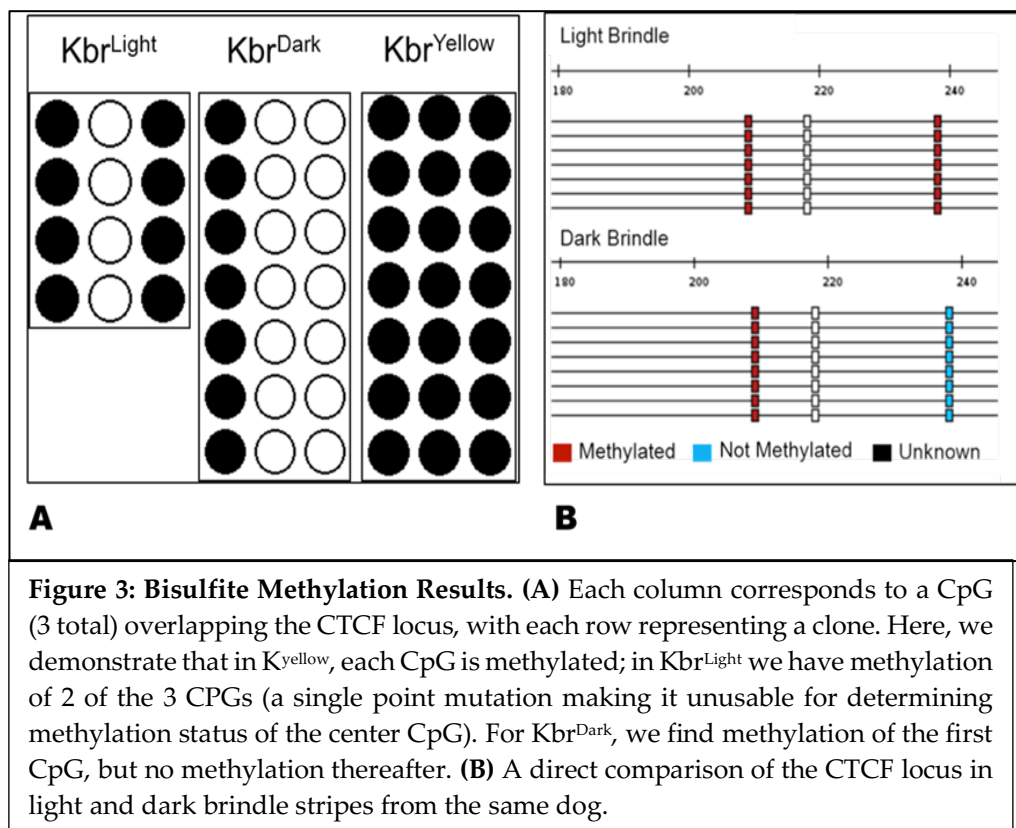 Kbr^Light Kbr^Dark Kbr^Yellow
A
Light Brindle
180 200 220 240
Dark Brindle
180 200 220 240
Methylated Not Methylated Unknown
B
Figure 3: Bisulfite Methylation Results. (A) Each column corresponds to a CpG
(3 total) overlapping the CTCF locus, with each row representing a clone. Here, we
demonstrate that in K^yellow, each CpG is methylated; in Kbr^Light we have methylation
of 2 of the 3 CPGs (a single point mutation making it unusable for determining
methylation status of the center CpG). For Kbr^Dark, we find methylation of the first
CpG, but no methylation thereafter. (B) A direct comparison of the CTCF locus in
light and dark brindle stripes from the same dog.